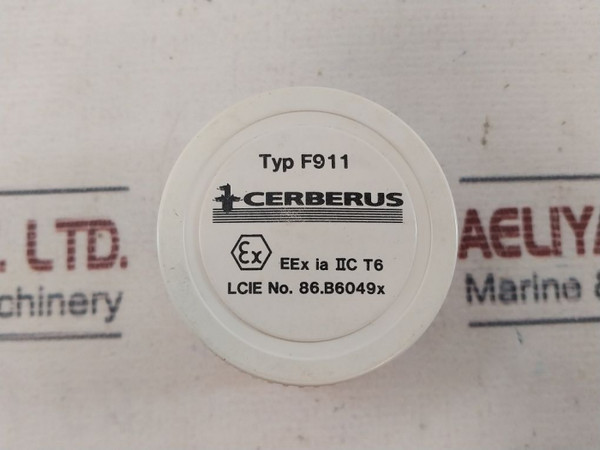 Typ F911
CERBERUS
Ex EEx ia IIC T6
LCIE No. 86.B6049x
. LTD.
chinery
AELIYA
Marine &